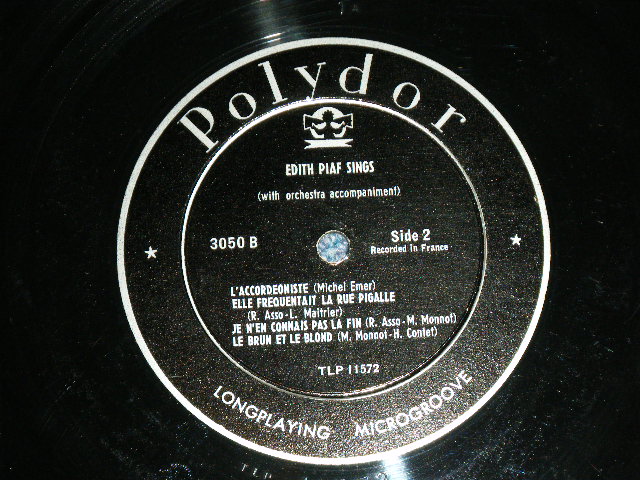 Polydor
EDITH PIAF SINGS
(with orchestra accompaniment)
3050 B
Side 2
Recorded in France
L'ACCORDEONISTE (Michel Emer)
ELLE FREQUENTAIT LA RUE PIGALLE
(R. Asso-L. Maitrier)
JE N'EN CONNAIS PAS LA FIN (R. Asso-M. Monnot)
LE BRUN ET LE BLOND (M. Monnot-H. Contet)
TLP 11572
LONGPLAYING MICROGROOVE
TLP